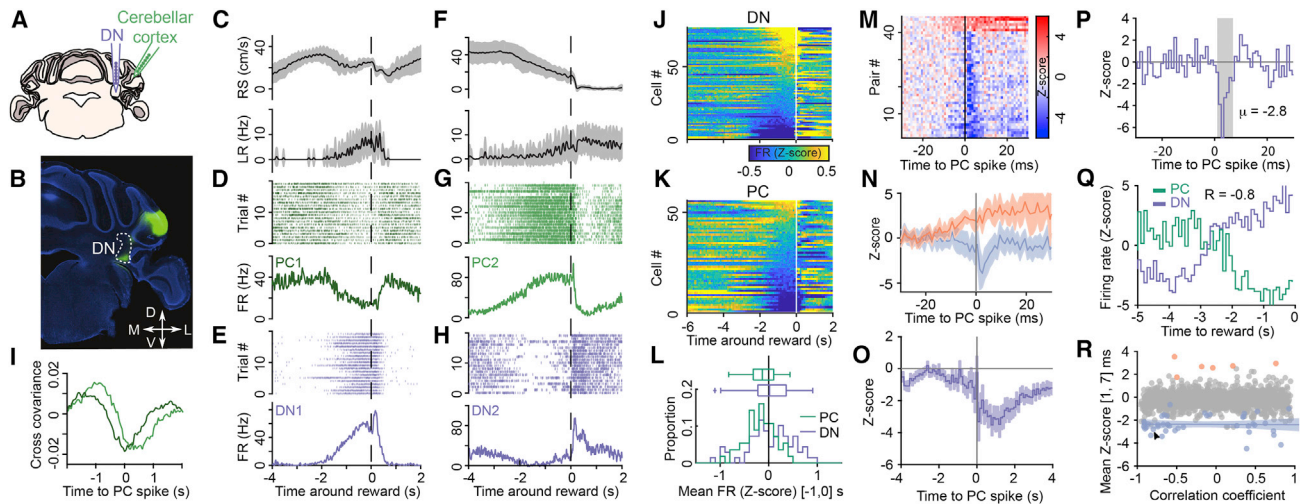 A
Cerebellar
cortex
DN
B
DN
D
M L
V
I
Cross covariance
0.02
0
-0.02
-1 0 1
Time to PC spike (s)
C
RS (cm/s)
40
0
LR (Hz)
10
0
D
Trial #
10
0
FR (Hz)
80
40
0
PC1
E
Trial #
10
0
FR (Hz)
60
0
DN1
-4 -2 0 2
Time around reward (s)
F
40
0
10
0
G
10
0
80
0
PC2
H
10
0
40
0
DN2
-4 -2 0 2
Time around reward (s)
J
DN
Cell #
50
0
FR (Z-score)
-0.5 0.5
K
PC
Cell #
50
0
-6 -4 -2 0 2
Time around reward (s)
L
Proportion
0.2
0.1
0
PC
DN
-1 0 1
Mean FR (Z-score) [-1,0] s
M
Pair #
40
10
-20 0 20
Time to PC spike (ms)
4
0
-4
Z-score
N
Z-score
5
0
-5
-20 0 20
Time to PC spike (ms)
O
Z-score
0
-2
-4
-6
-4 -2 0 2 4
Time to PC spike (s)
P
Z-score
4
2
0
-2
-4
-6
μ = -2.8
-20 0 20
Time to PC spike (ms)
Q
Firing rate (Z-score)
5
0
-5
PC
DN
R = -0.8
-5 -4 -3 -2 -1 0
Time to reward (s)
R
Mean Z-score [1, 7] ms
4
2
0
-2
-4
-6
-1 -0.5 0 0.5 1
Correlation coefficient